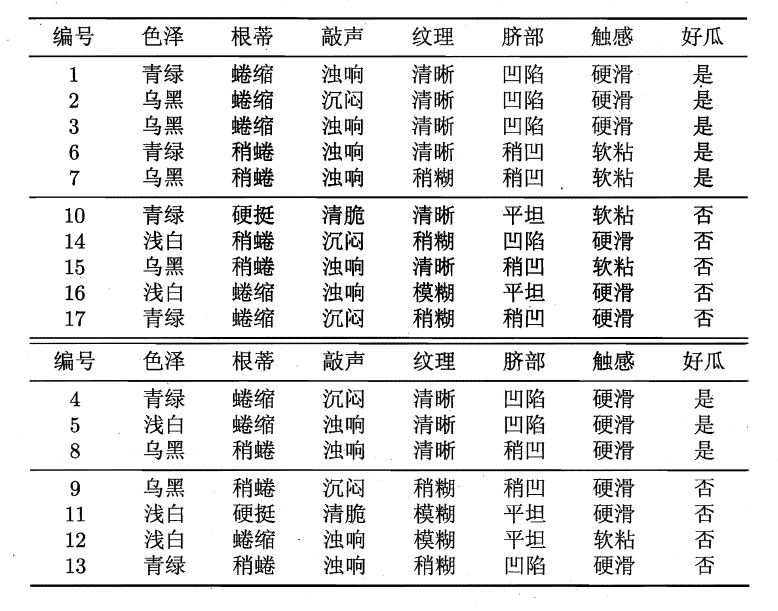 编号 色泽 根蒂 敲声 纹理 脐部 触感 好瓜
1 青绿 蜷缩 浊响 清晰 凹陷 硬滑 是
2 乌黑 蜷缩 沉闷 清晰 凹陷 硬滑 是
3 乌黑 蜷缩 浊响 清晰 凹陷 硬滑 是
6 青绿 稍蜷 浊响 清晰 稍凹 软粘 是
7 乌黑 稍蜷 浊响 稍糊 稍凹 软粘 是
10 青绿 硬挺 清脆 清晰 平坦 软粘 否
14 浅白 稍蜷 沉闷 稍糊 凹陷 硬滑 否
15 乌黑 稍蜷 浊响 清晰 稍凹 软粘 否
16 浅白 蜷缩 浊响 模糊 平坦 硬滑 否
17 青绿 蜷缩 沉闷 稍糊 稍凹 硬滑 否
编号 色泽 根蒂 敲声 纹理 脐部 触感 好瓜
4 青绿 蜷缩 沉闷 清晰 凹陷 硬滑 是
5 浅白 蜷缩 浊响 清晰 凹陷 硬滑 是
8 乌黑 稍蜷 浊响 清晰 稍凹 硬滑 是
9 乌黑 稍蜷 沉闷 稍糊 稍凹 硬滑 否
11 浅白 硬挺 清脆 模糊 平坦 硬滑 否
12 浅白 蜷缩 浊响 模糊 平坦 软粘 否
13 青绿 稍蜷 浊响 稍糊 凹陷 硬滑 否